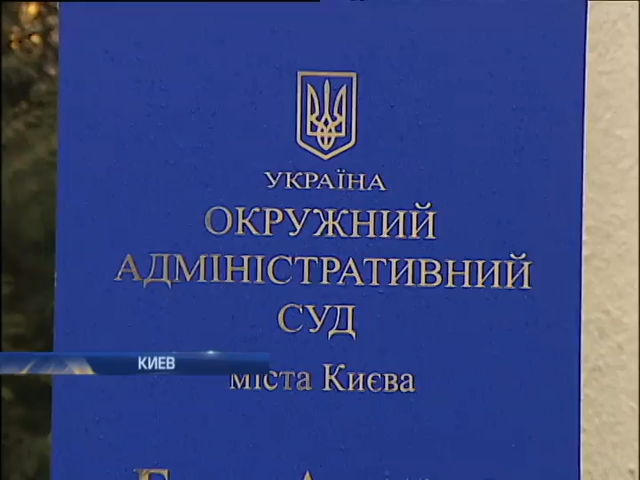 УКРАЇНА
ОКРУЖНИЙ
АДМІНІСТРАТИВНИЙ
СУД
КИЕВ
міста Києва